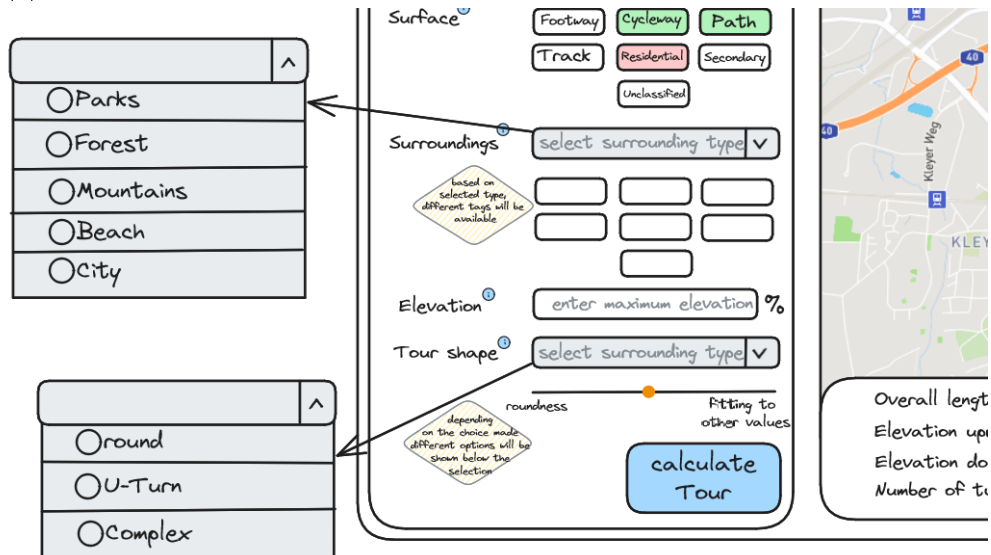 Parks
Forest
Mountains
Beach
City
round
U-Turn
Complex
Surface
Footway
Cycleway
Path
Track
Residential
Secondary
Unclassified
Surroundings
select surrounding type
based on
selected type,
different tags will be
available
Elevation
enter maximum elevation
%
Tour shape
select surrounding type
roundness
fitting to
other values
depending
on the choice made
different options will be
shown below the
selection
calculate
Tour
40
40
Kleyer Weg
KLEY
Overall lengt
Elevation up
Elevation do
Number of tu